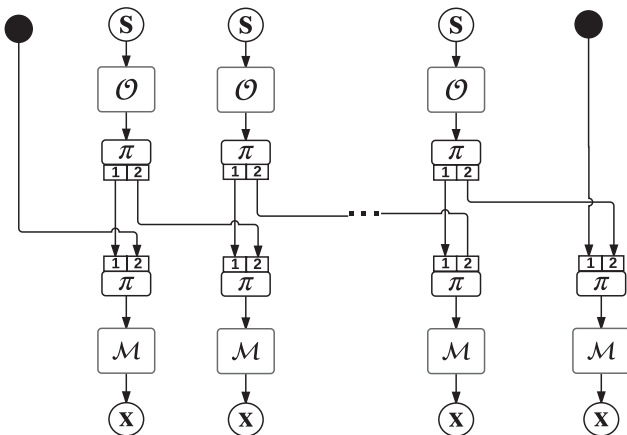 S S S
𝒪 𝒪 𝒪
π π π
1 2 1 2 1 2
...
1 2 1 2 1 2 1 2
π π π π
ℳ ℳ ℳ ℳ
x x x